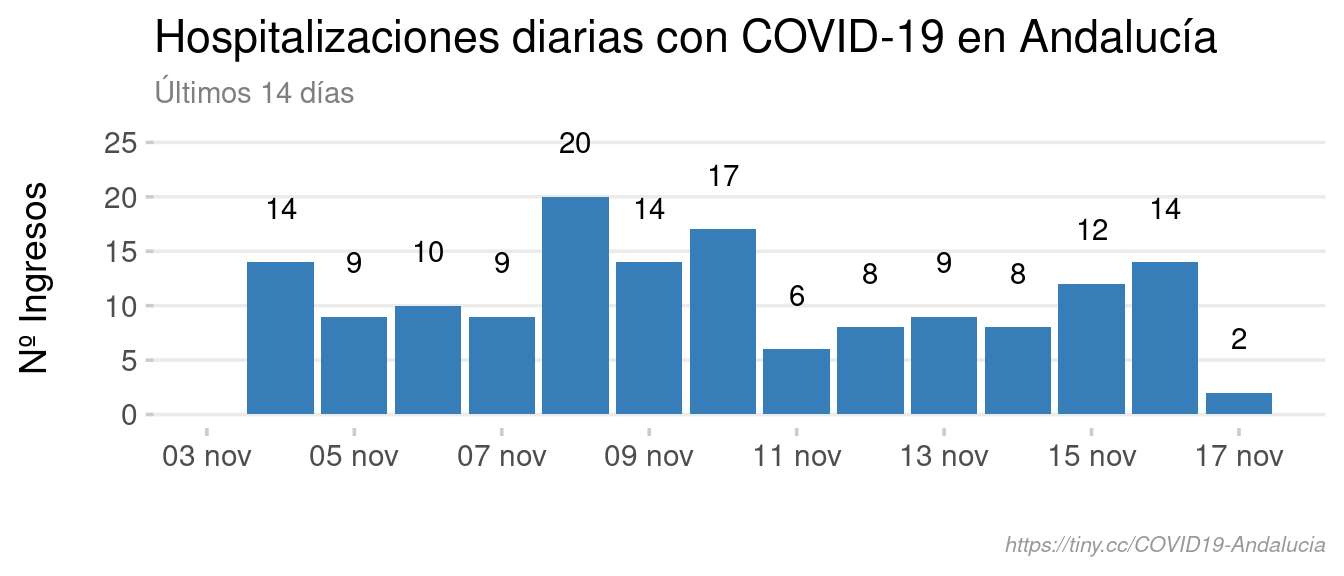 Hospitalizaciones diarias con COVID-19 en Andalucía
Últimos 14 días
Nº Ingresos
25
20
15
10
5
0
14
9
10
9
20
14
17
6
8
9
8
12
14
2
03 nov
05 nov
07 nov
09 nov
11 nov
13 nov
15 nov
17 nov
https://tiny.cc/COVID19-Andalucia